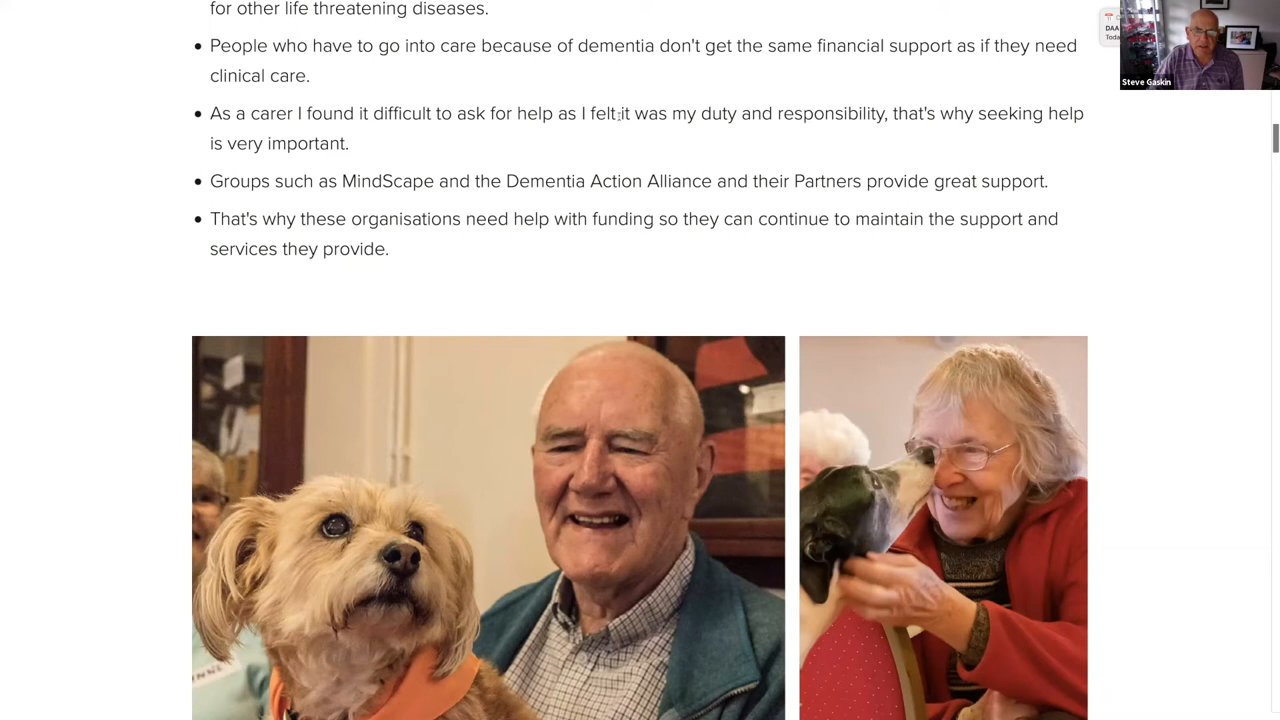 for other life threatening diseases.
People who have to go into care because of dementia don't get the same financial support as if they need
clinical care.
As a carer I found it difficult to ask for help as I felt it was my duty and responsibility, that's why seeking help
is very important.
Groups such as MindScape and the Dementia Action Alliance and their Partners provide great support.
That's why these organisations need help with funding so they can continue to maintain the support and
services they provide.
DAA
Toda
Steve Gaskin